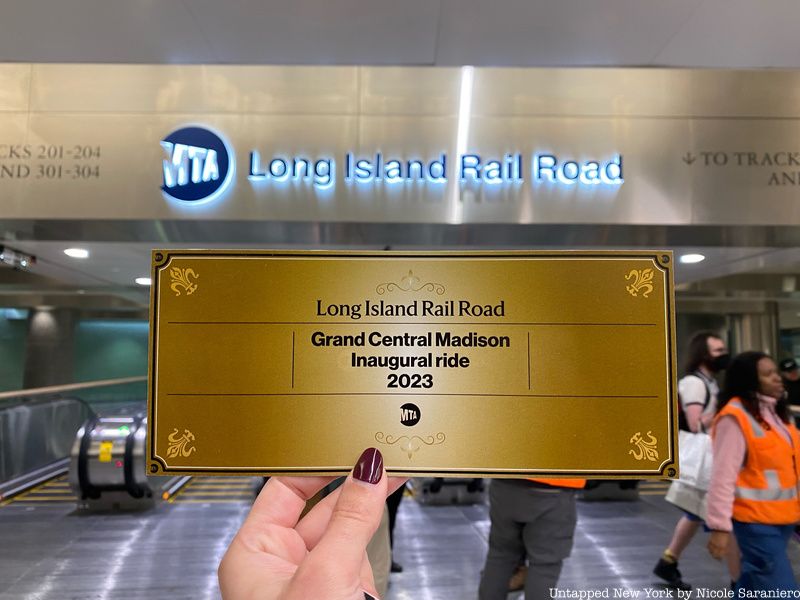 CKS 201-204
ND 301-304
MTA Long Island Rail Road
↓ TO TRACK
AN
Long Island Rail Road
Grand Central Madison
Inaugural ride
2023
MTA
Untapped New York by Nicole Saraniero